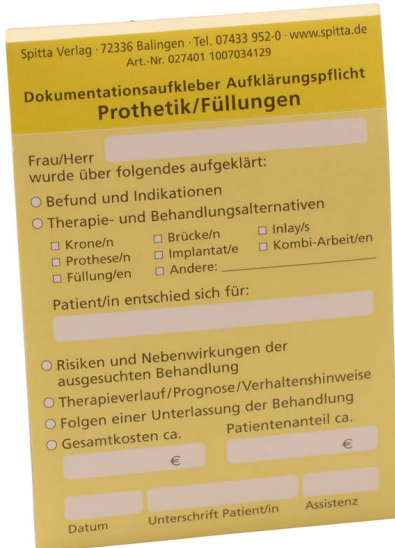 Spitta Verlag · 72336 Balingen · Tel. 07433 952-0 · www.spitta.de
Art.-Nr. 027401 1007034129
Dokumentationsaufkleber Aufklärungspflicht
Prothetik/Füllungen
Frau/Herr
wurde über folgendes aufgeklärt:
Befund und Indikationen
Therapie- und Behandlungsalternativen
Krone/n Brücke/n Inlay/s
Prothese/n Implantat/e Kombi-Arbeit/en
Füllung/en Andere:
Patient/in entschied sich für:
Risiken und Nebenwirkungen der
ausgesuchten Behandlung
Therapieverlauf/Prognose/Verhaltenshinweise
Folgen einer Unterlassung der Behandlung
Gesamtkosten ca. Patientenanteil ca.
€ €
Datum Unterschrift Patient/in Assistenz